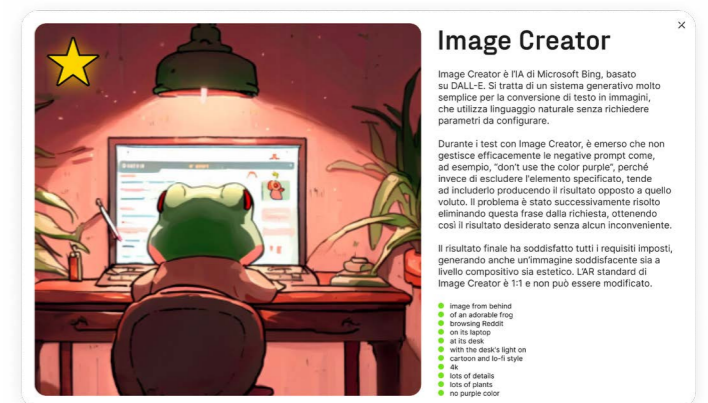 Image Creator
Image Creator è l'IA di Microsoft Bing, basato
su DALL-E. Si tratta di un sistema generativo molto
semplice per la conversione di testo in immagini,
che utilizza linguaggio naturale senza richiedere
parametri da configurare.
Durante i test con Image Creator, è emerso che non
gestisce efficacemente le negative prompt come,
ad esempio, "don't use the color purple", perché
invece di escludere l'elemento specificato, tende
ad includerlo producendo il risultato opposto a quello
voluto. Il problema è stato successivamente risolto
eliminando questa frase dalla richiesta, ottenendo
così il risultato desiderato senza alcun inconveniente.
Il risultato finale ha soddisfatto tutti i requisiti imposti,
generando anche un'immagine soddisfacente sia a
livello compositivo sia estetico. L'AR standard di
Image Creator è 1:1 e non può essere modificato.
image from behind
of an adorable frog
browsing Reddit
on its laptop
at its desk
with the desk's light on
cartoon and lo-fi style
4k
lots of details
lots of plants
no purple color